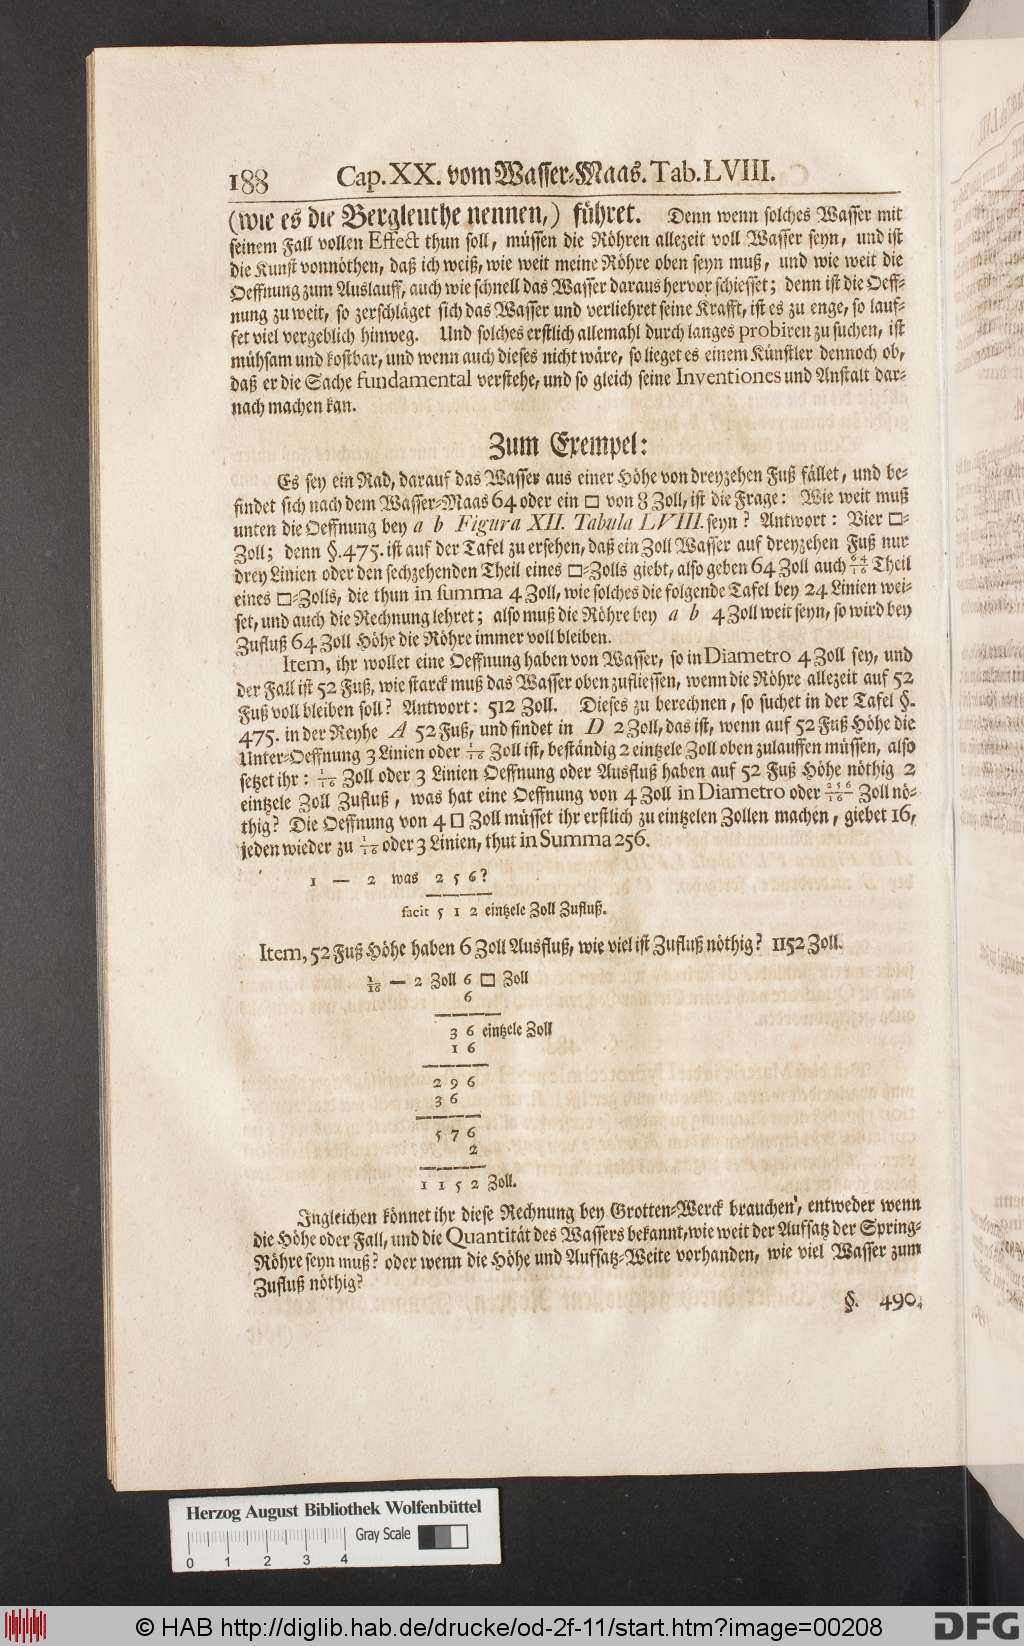 188 Cap. XX. vom Wasser-Maas. Tab. LVIII.
(wie es die Bergleuthe nennen,) führet. Denn wenn solches Wasser mit
seinem Fall vollen Effect thun soll, müssen die Röhren allezeit voll Wasser seyn, und ist
die Kunst vonnöthen, daß ich weiß, wie weit meine Röhre oben seyn muß, und wie weit die
Oeffnung zum Auslauff, auch wie schnell das Wasser daraus hervor schiesset; denn ist die Oeff-
nung zu weit, so zerschläget sich das Wasser und verliehret seine Krafft, ist es zu enge, so lauf-
fet viel vergeblich hinweg. Und solches erstlich allemahl durch langes probiren zu suchen, ist
mühsam und kostbar, und wenn auch dieses nicht wäre, so lieget es einem Künstler dennoch ob,
daß er die Sache fundamental verstehe, und so gleich seine Inventiones und Anstalt dar-
nach machen kan.
Zum Exempel:
Es sey ein Rad, darauf das Wasser aus einer Höhe von dreyzehen Fuß fället, und be-
findet sich nach dem Wasser-Maas 64 oder ein □ von 8 Zoll, ist die Frage: Wie weit muß
unten die Oeffnung bey a b Figura XII. Tabula LVIII. seyn? Antwort: Vier □-
Zoll; denn §. 475. ist auf der Tafel zu ersehen, daß ein Zoll Wasser auf dreyzehen Fuß nur
drey Linien oder den sechzehenden Theil eines □-Zolls giebt, also geben 64 Zoll auch 64/16 Theil
eines □-Zolls, die thun in summa 4 Zoll, wie solches die folgende Tafel bey 24 Linien wei-
set, und auch die Rechnung lehret; also muß die Röhre bey a b 4 Zoll weit seyn, so wird bey
Zufluß 64 Zoll Höhe die Röhre immer voll bleiben.
Item, ihr wollet eine Oeffnung haben von Wasser, so in Diametro 4 Zoll sey, und
der Fall ist 52 Fuß, wie starck muß das Wasser oben zufliessen, wenn die Röhre allezeit auf 52
Fuß voll bleiben soll? Antwort: 512 Zoll. Dieses zu berechnen, so suchet in der Tafel §.
475. in der Reyhe A 52 Fuß, und findet in D 2 Zoll, das ist, wenn auf 52 Fuß Höhe die
Unter-Oeffnung 3 Linien oder 1/16 Zoll ist, beständig 2 eintzele Zoll oben zulauffen müssen, also
setzet ihr: 1/16 Zoll oder 3 Linien Oeffnung oder Ausfluß haben auf 52 Fuß Höhe nöthig 2
eintzele Zoll Zufluß, was hat eine Oeffnung von 4 Zoll in Diametro oder 256/16 Zoll nö-
thig? Die Oeffnung von 4 □ Zoll müsset ihr erstlich zu eintzelen Zollen machen, giebet 16,
jeden wieder zu 1/16 oder 3 Linien, thut in Summa 256.
1 — 2 was 256?
facit 512 eintzele Zoll Zufluß.
Item, 52 Fuß Höhe haben 6 Zoll Ausfluß, wie viel ist Zufluß nöthig? 1152 Zoll.
1/16 — 2 Zoll 6 □ Zoll
6
36 eintzele Zoll
16
296
36
576
2
1152 Zoll.
Ingleichen könnet ihr diese Rechnung bey Grotten-Werck brauchen, entweder wenn
die Höhe oder Fall, und die Quantität des Wassers bekannt, wie weit der Auffatz der Spring-
Röhre seyn muß? oder wenn die Höhe und Auffatz-Weite vorhanden, wie viel Wasser zum
Zufluß nöthig?
§. 490.
Herzog August Bibliothek Wolfenbüttel
Gray Scale
0 1 2 3 4
© HAB http://diglib.hab.de/drucke/od-2f-11/start.htm?image=00208
DFG